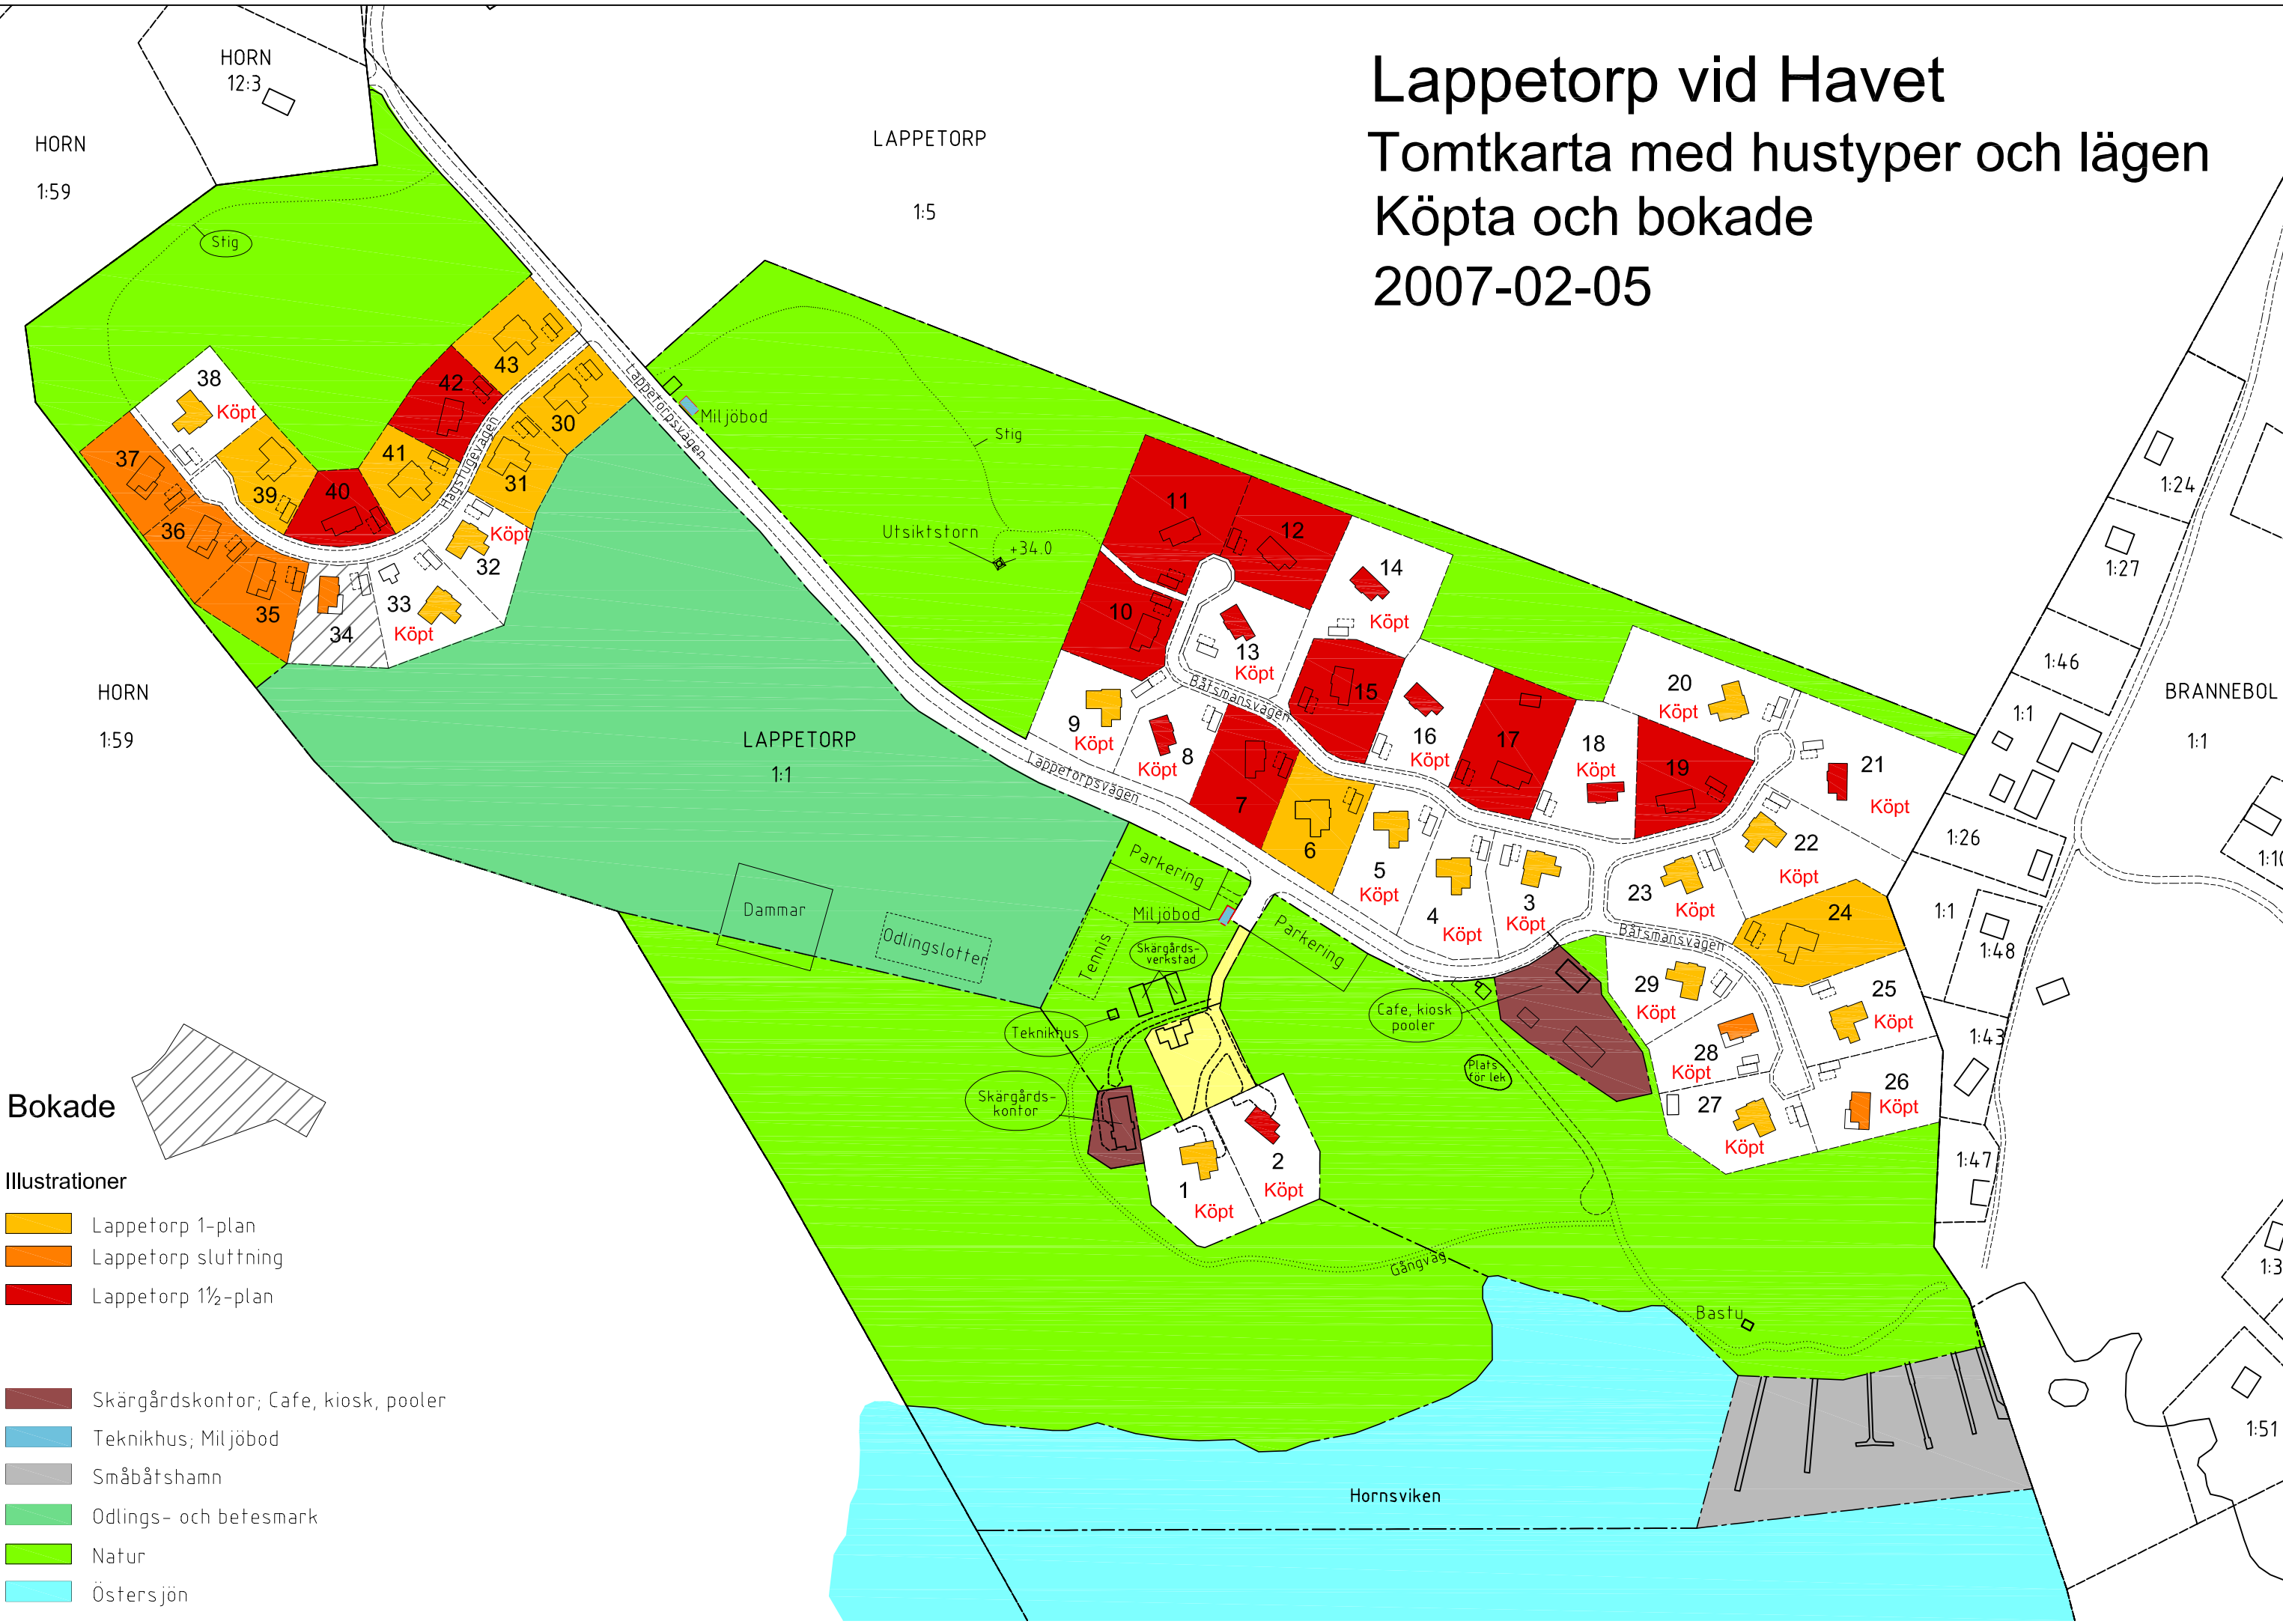 Lappetorp vid Havet
Tomtkarta med hustyper och lägen
Köpta och bokade
2007-02-05
HORN
12:3
HORN
1:59
LAPPETORP
1:5
Stig
38
Köpt
37
36
35
34
39
40
41
42
43
30
31
Köpt
32
33
Köpt
Hagstugevägen
Lappetorpsvägen
Miljöbod
Stig
Utsiktstorn
+34.0
HORN
1:59
LAPPETORP
1:1
11
12
10
14
Köpt
13
Köpt
9
Köpt
8
Köpt
Båtsmansvägen
15
7
6
16
Köpt
17
18
Köpt
19
20
Köpt
21
Köpt
22
Köpt
5
Köpt
4
Köpt
3
Köpt
23
Köpt
24
Båtsmansvägen
25
Köpt
26
Köpt
27
Köpt
28
Köpt
29
Köpt
Lappetorpsvägen
Parkering
Miljöbod
Parkering
Dammar
Odlingslotter
Tennis
Skärgårds-
verkstad
Teknikhus
Skärgårds-
kontor
Cafe, kiosk
pooler
Plats
för lek
1
Köpt
2
Köpt
Gångväg
Bastu
Hornsviken
1:24
1:27
1:46
1:1
BRANNEBOL
1:1
1:26
1:10
1:1
1:48
1:43
1:47
1:3
1:51
Bokade
Illustrationer
Lappetorp 1-plan
Lappetorp sluttning
Lappetorp 1½-plan
Skärgårdskontor; Cafe, kiosk, pooler
Teknikhus; Miljöbod
Småbåtshamn
Odlings- och betesmark
Natur
Östersjön